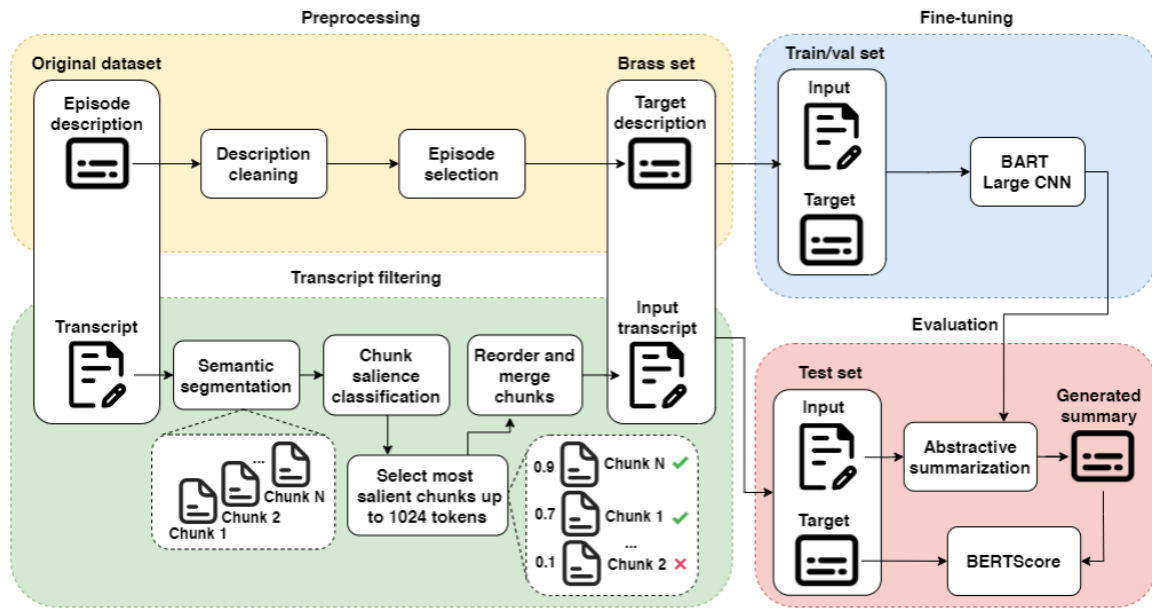 Preprocessing
Fine-tuning
Original dataset
Brass set
Train/val set
Episode
description
Description
cleaning
Episode
selection
Target
description
Input
Target
BART
Large CNN
Transcript filtering
Transcript
Semantic
segmentation
Chunk
salience
classification
Reorder and
merge
chunks
Input
transcript
...
Chunk N
Chunk 2
Chunk 1
Select most
salient chunks up
to 1024 tokens
0.9
Chunk N
0.7
Chunk 1
...
0.1
Chunk 2
Evaluation
Test set
Input
Abstractive
summarization
Generated
summary
Target
BERTScore